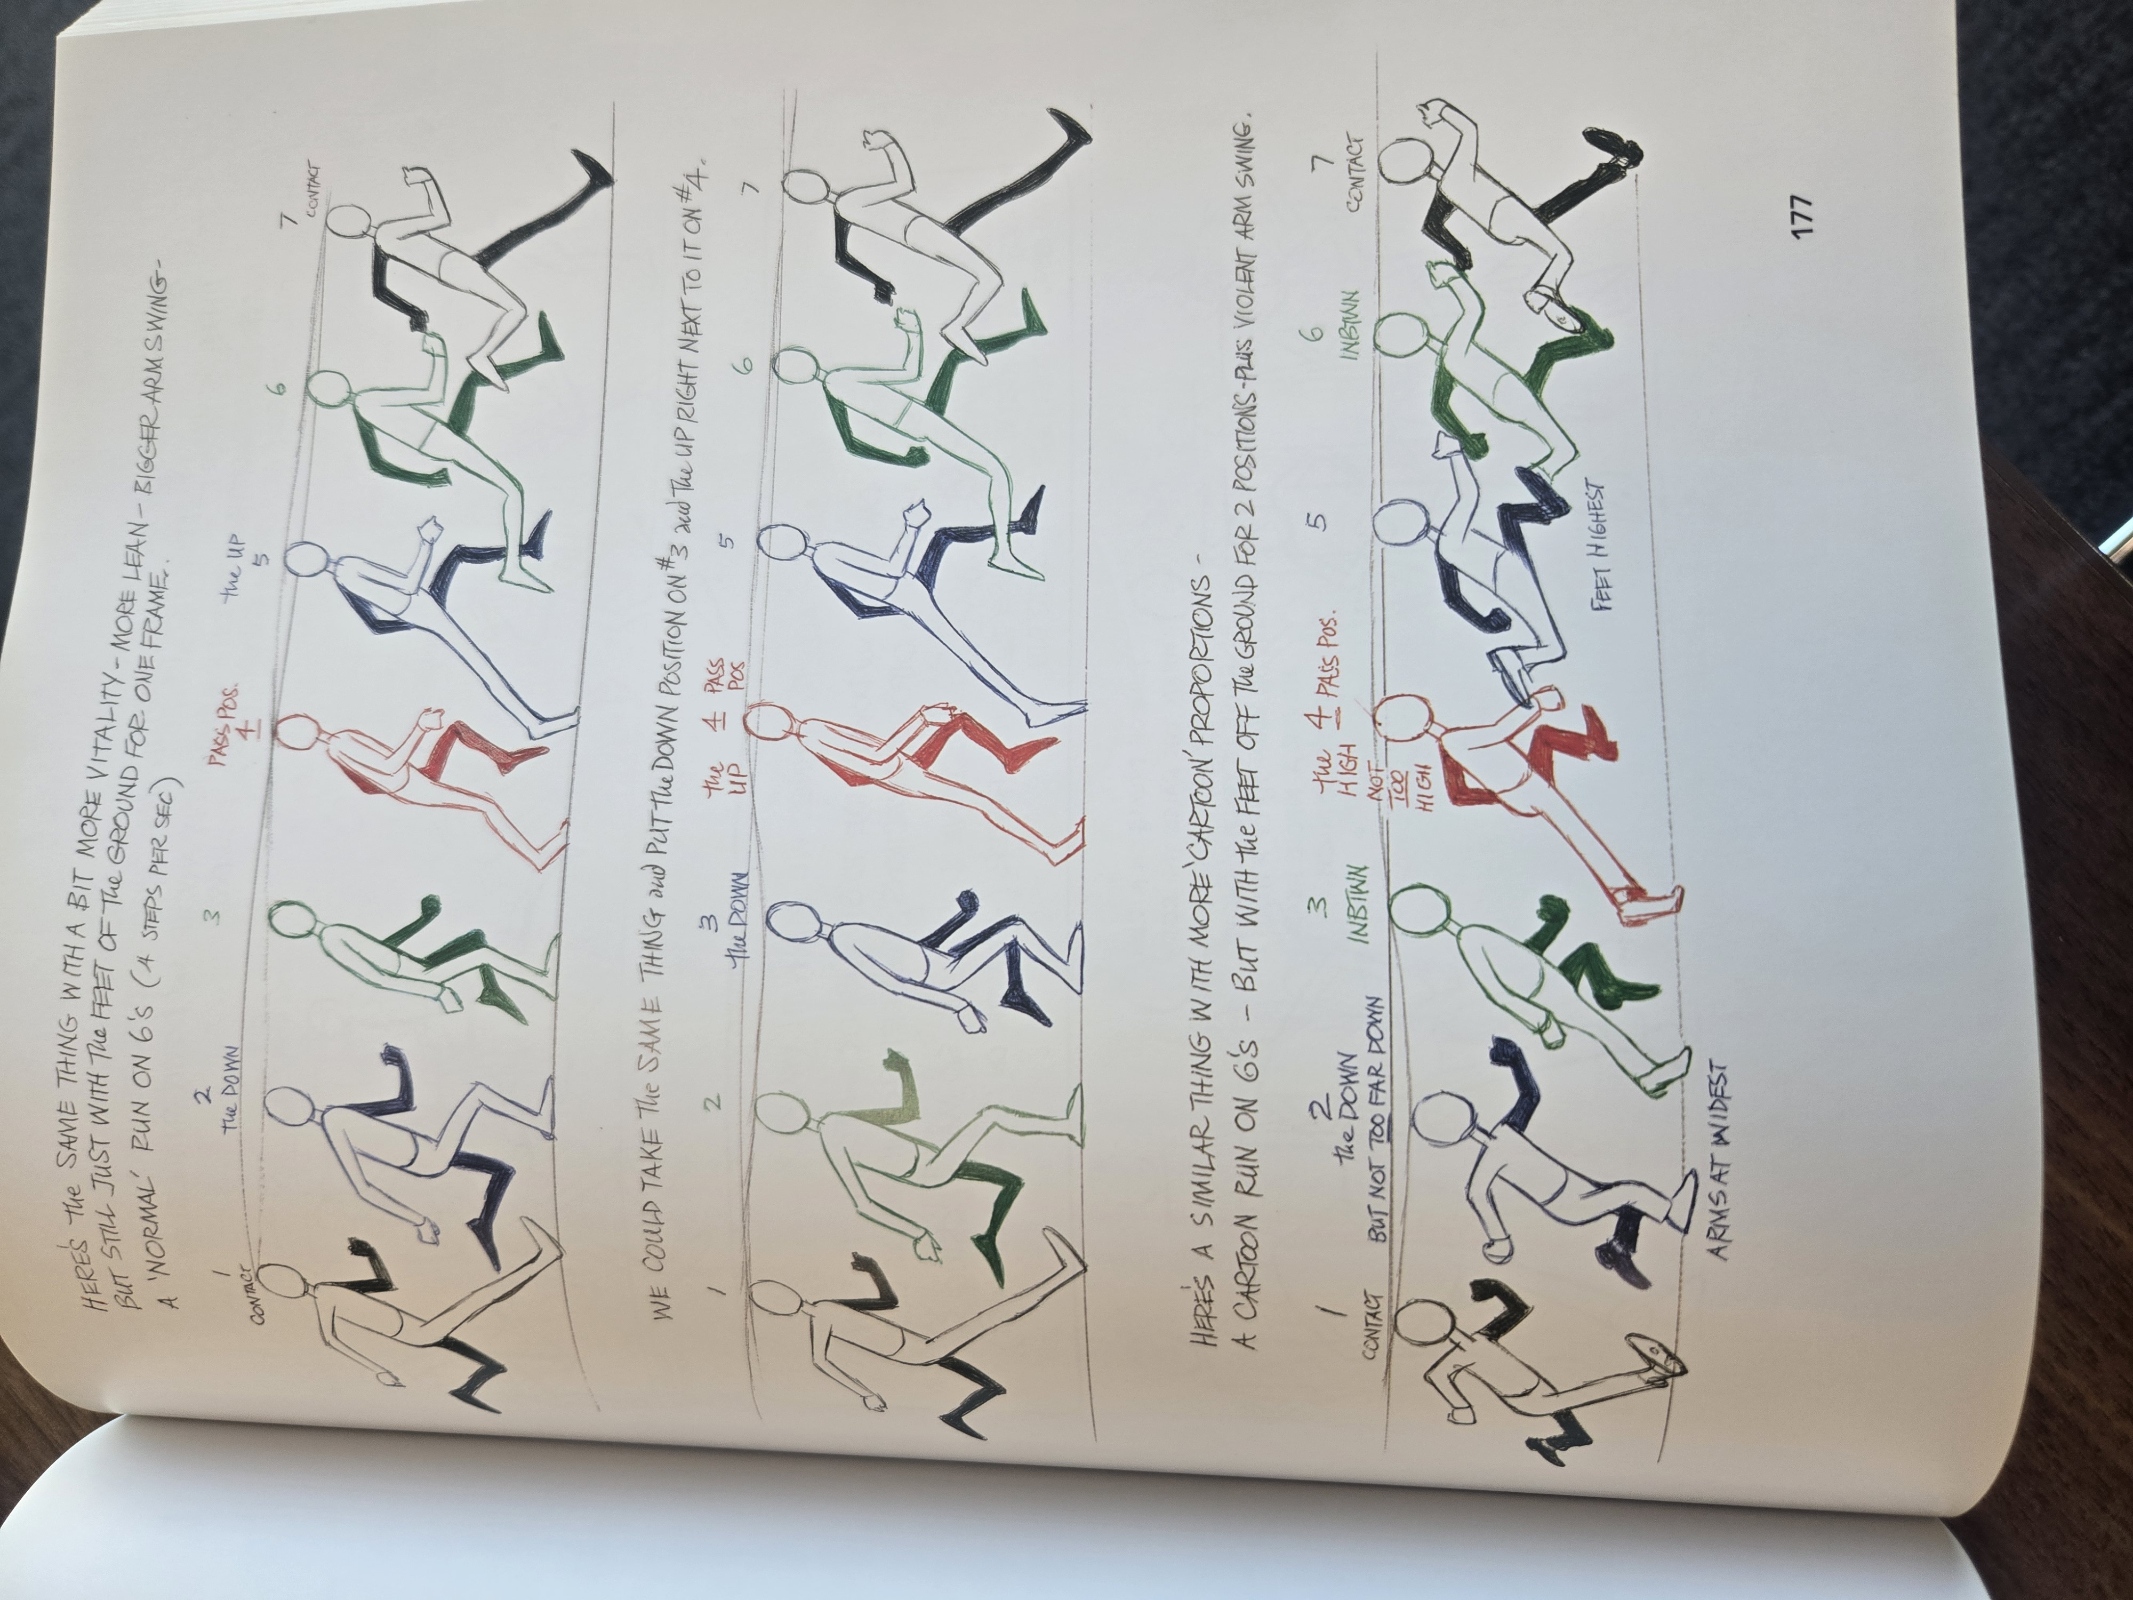 HERE'S the SAME THING WITH A BIT MORE VITALITY - MORE LEAN - BIGGER ARM SWING -
BUT STILL JUST WITH The FEET OF The GROUND FOR ONE FRAME..
A 'NORMAL' RUN ON 6'S (4 STEPS PER SEC)
1
CONTACT
2
the DOWN
3
PASS POS.
4
the UP
5
6
7
CONTACT
WE COULD TAKE The SAME THING and PUT The DOWN POSITION ON #3 and The UP RIGHT NEXT TO IT ON #4.
1
2
3
the DOWN
the UP
4
PASS POS
5
6
7
HERE'S A SIMILAR THING WITH MORE 'CARTOON' PROPORTIONS -
A CARTOON RUN ON 6'S - BUT WITH the FEET OFF The GROUND FOR 2 POSITIONS - PLUS VIOLENT ARM SWING.
1
CONTACT
2
the DOWN
BUT NOT TOO FAR DOWN
3
INBTWN
the
HIGH
NOT
TOO
HIGH
4 PASS POS.
5
6
INBTWN
7
CONTACT
FEET HIGHEST
ARMS AT WIDEST
177